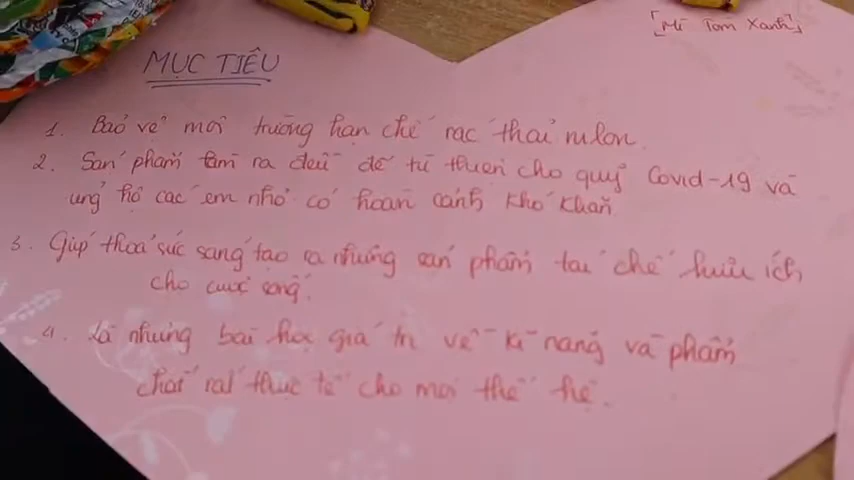 [Mì Tôm Xanh]
MỤC TIÊU
1. Bảo vệ môi trường hạn chế rác thải nilon.
2. Sản phẩm làm ra đều để từ thiện cho quỹ Covid-19 và
ủng hộ các em nhỏ có hoàn cảnh khó khăn
3. Giúp thoả sức sáng tạo ra những sản phẩm tái chế hữu ích
cho cuộc sống.
4. Là những bài học giá trị về kĩ năng và phẩm
chất rất thực tế cho mọi thế hệ.